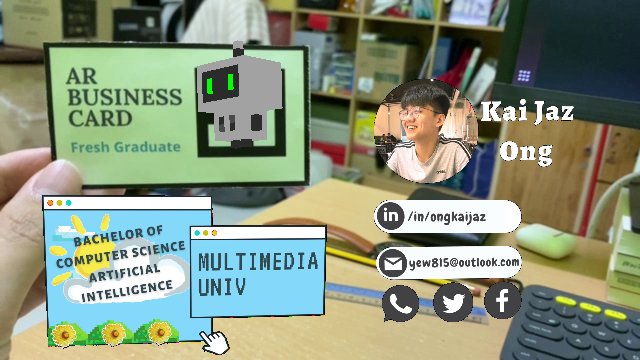 AR
BUSINESS
CARD
Fresh Graduate
Kai Jaz
Ong
in /in/ongkaijaz
yew815@outlook.com
BACHELOR OF
COMPUTER SCIENCE
ARTIFICIAL
INTELLIGENCE
MULTIMEDIA
UNIV